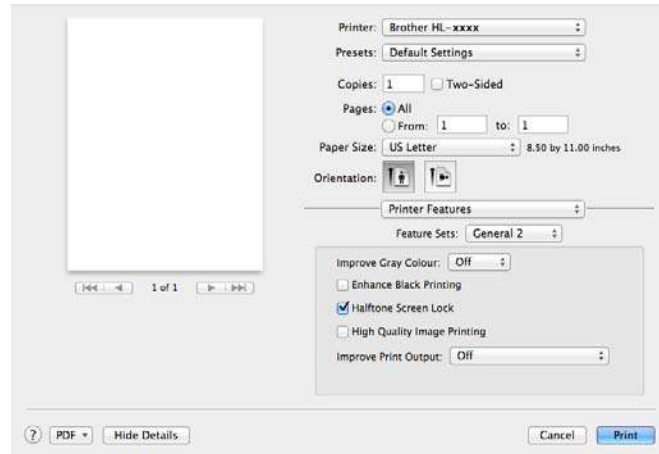 Printer: Brother HL-xxxx
Presets: Default Settings
Copies: 1 Two-Sided
Pages: All
From: 1 to: 1
Paper Size: US Letter 8.50 by 11.00 inches
Orientation:
Printer Features
Feature Sets: General 2
Improve Gray Colour: Off
Enhance Black Printing
1 of 1
Halftone Screen Lock
High Quality Image Printing
Improve Print Output: Off
? PDF Hide Details Cancel Print